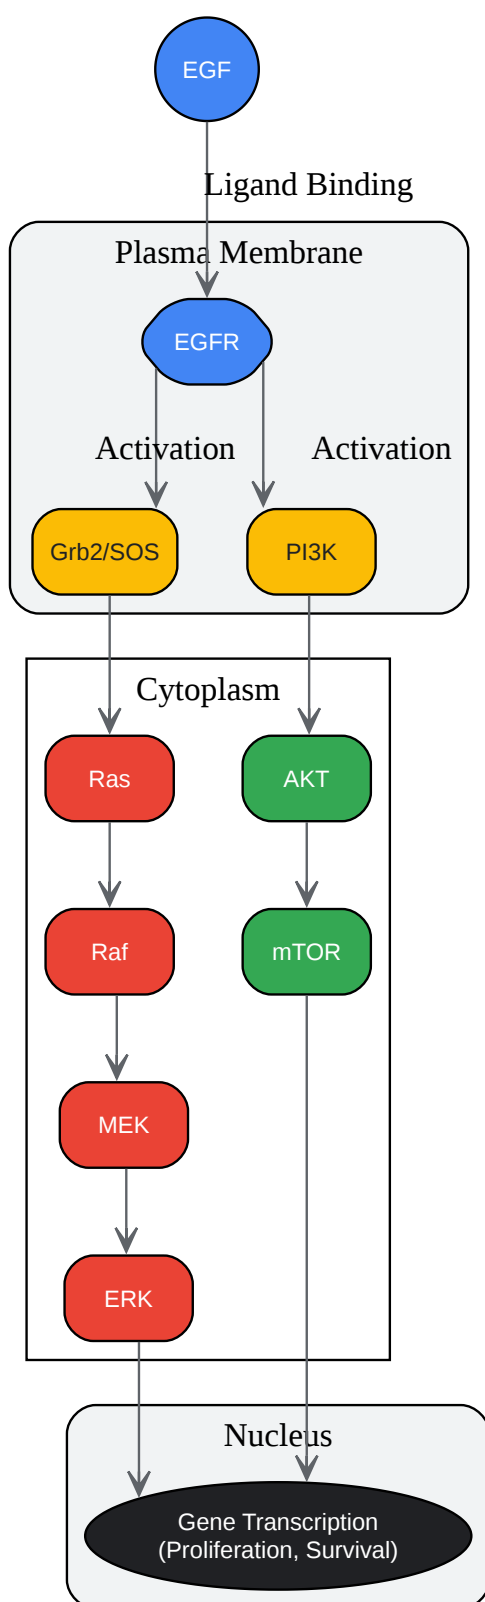 EGF
Ligand Binding
Plasma Membrane
EGFR
Activation
Activation
Grb2/SOS
PI3K
Cytoplasm
Ras
AKT
Raf
mTOR
MEK
ERK
Nucleus
Gene Transcription
(Proliferation, Survival)